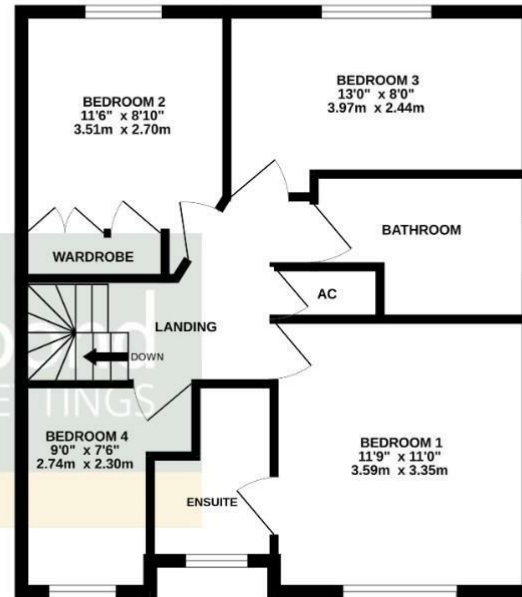 BEDROOM 2
11'6" x 8'10"
3.51m x 2.70m
BEDROOM 3
13'0" x 8'0"
3.97m x 2.44m
BATHROOM
WARDROBE
AC
LANDING
DOWN
BEDROOM 4
9'0" x 7'6"
2.74m x 2.30m
BEDROOM 1
11'9" x 11'0"
3.59m x 3.35m
ENSUITE